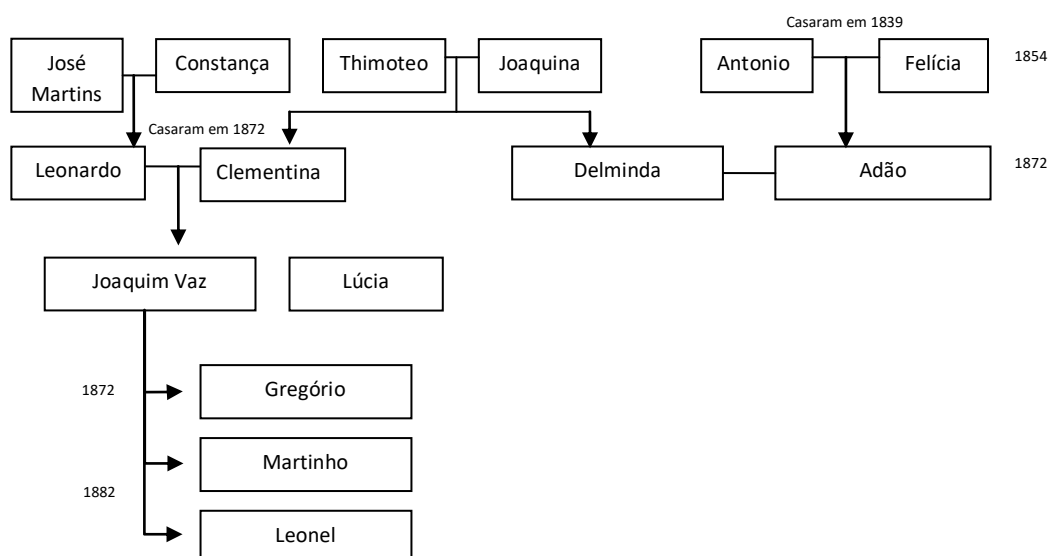 Casaram em 1839
José
Martins
Constança
Thimoteo
Joaquina
Antonio
Felícia
1854
Casaram em 1872
Leonardo
Clementina
Delminda
Adão
1872
Joaquim Vaz
Lúcia
1872
Gregório
Martinho
1882
Leonel